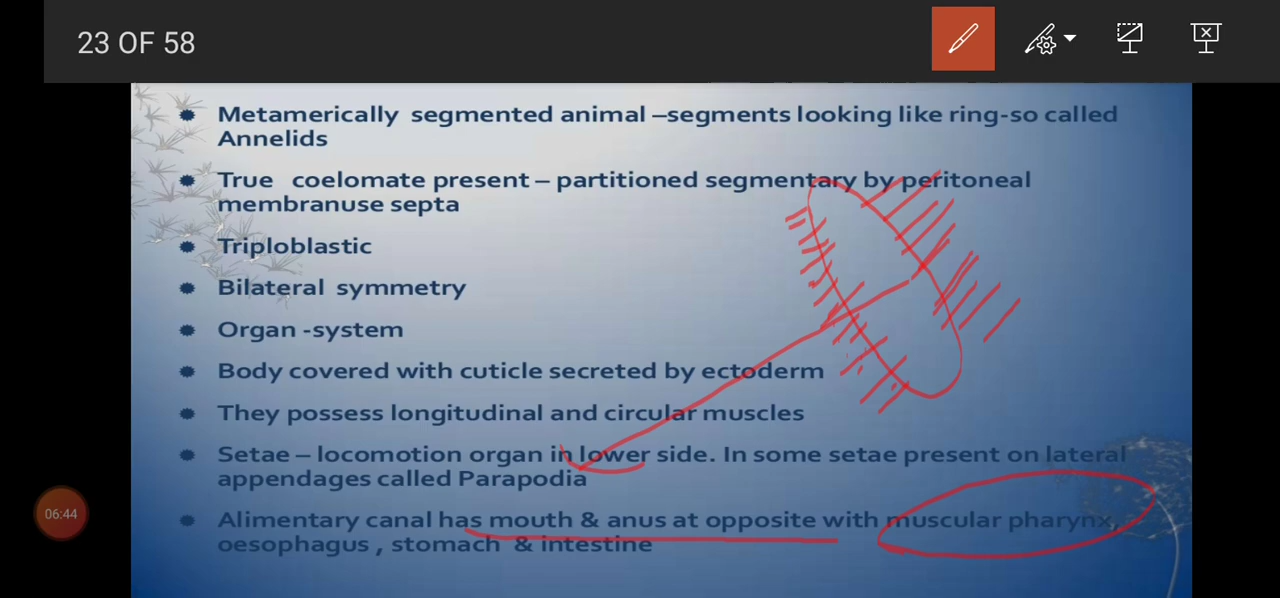 23 OF 58
Metamerically segmented animal –segments looking like ring-so called
Annelids
True coelomate present – partitioned segmentary by peritoneal
membranuse septa
Triploblastic
Bilateral symmetry
Organ -system
Body covered with cuticle secreted by ectoderm
They possess longitudinal and circular muscles
Setae – locomotion organ in lower side. In some setae present on lateral
appendages called Parapodia
Alimentary canal has mouth & anus at opposite with muscular pharynx,
oesophagus , stomach & intestine
06:44